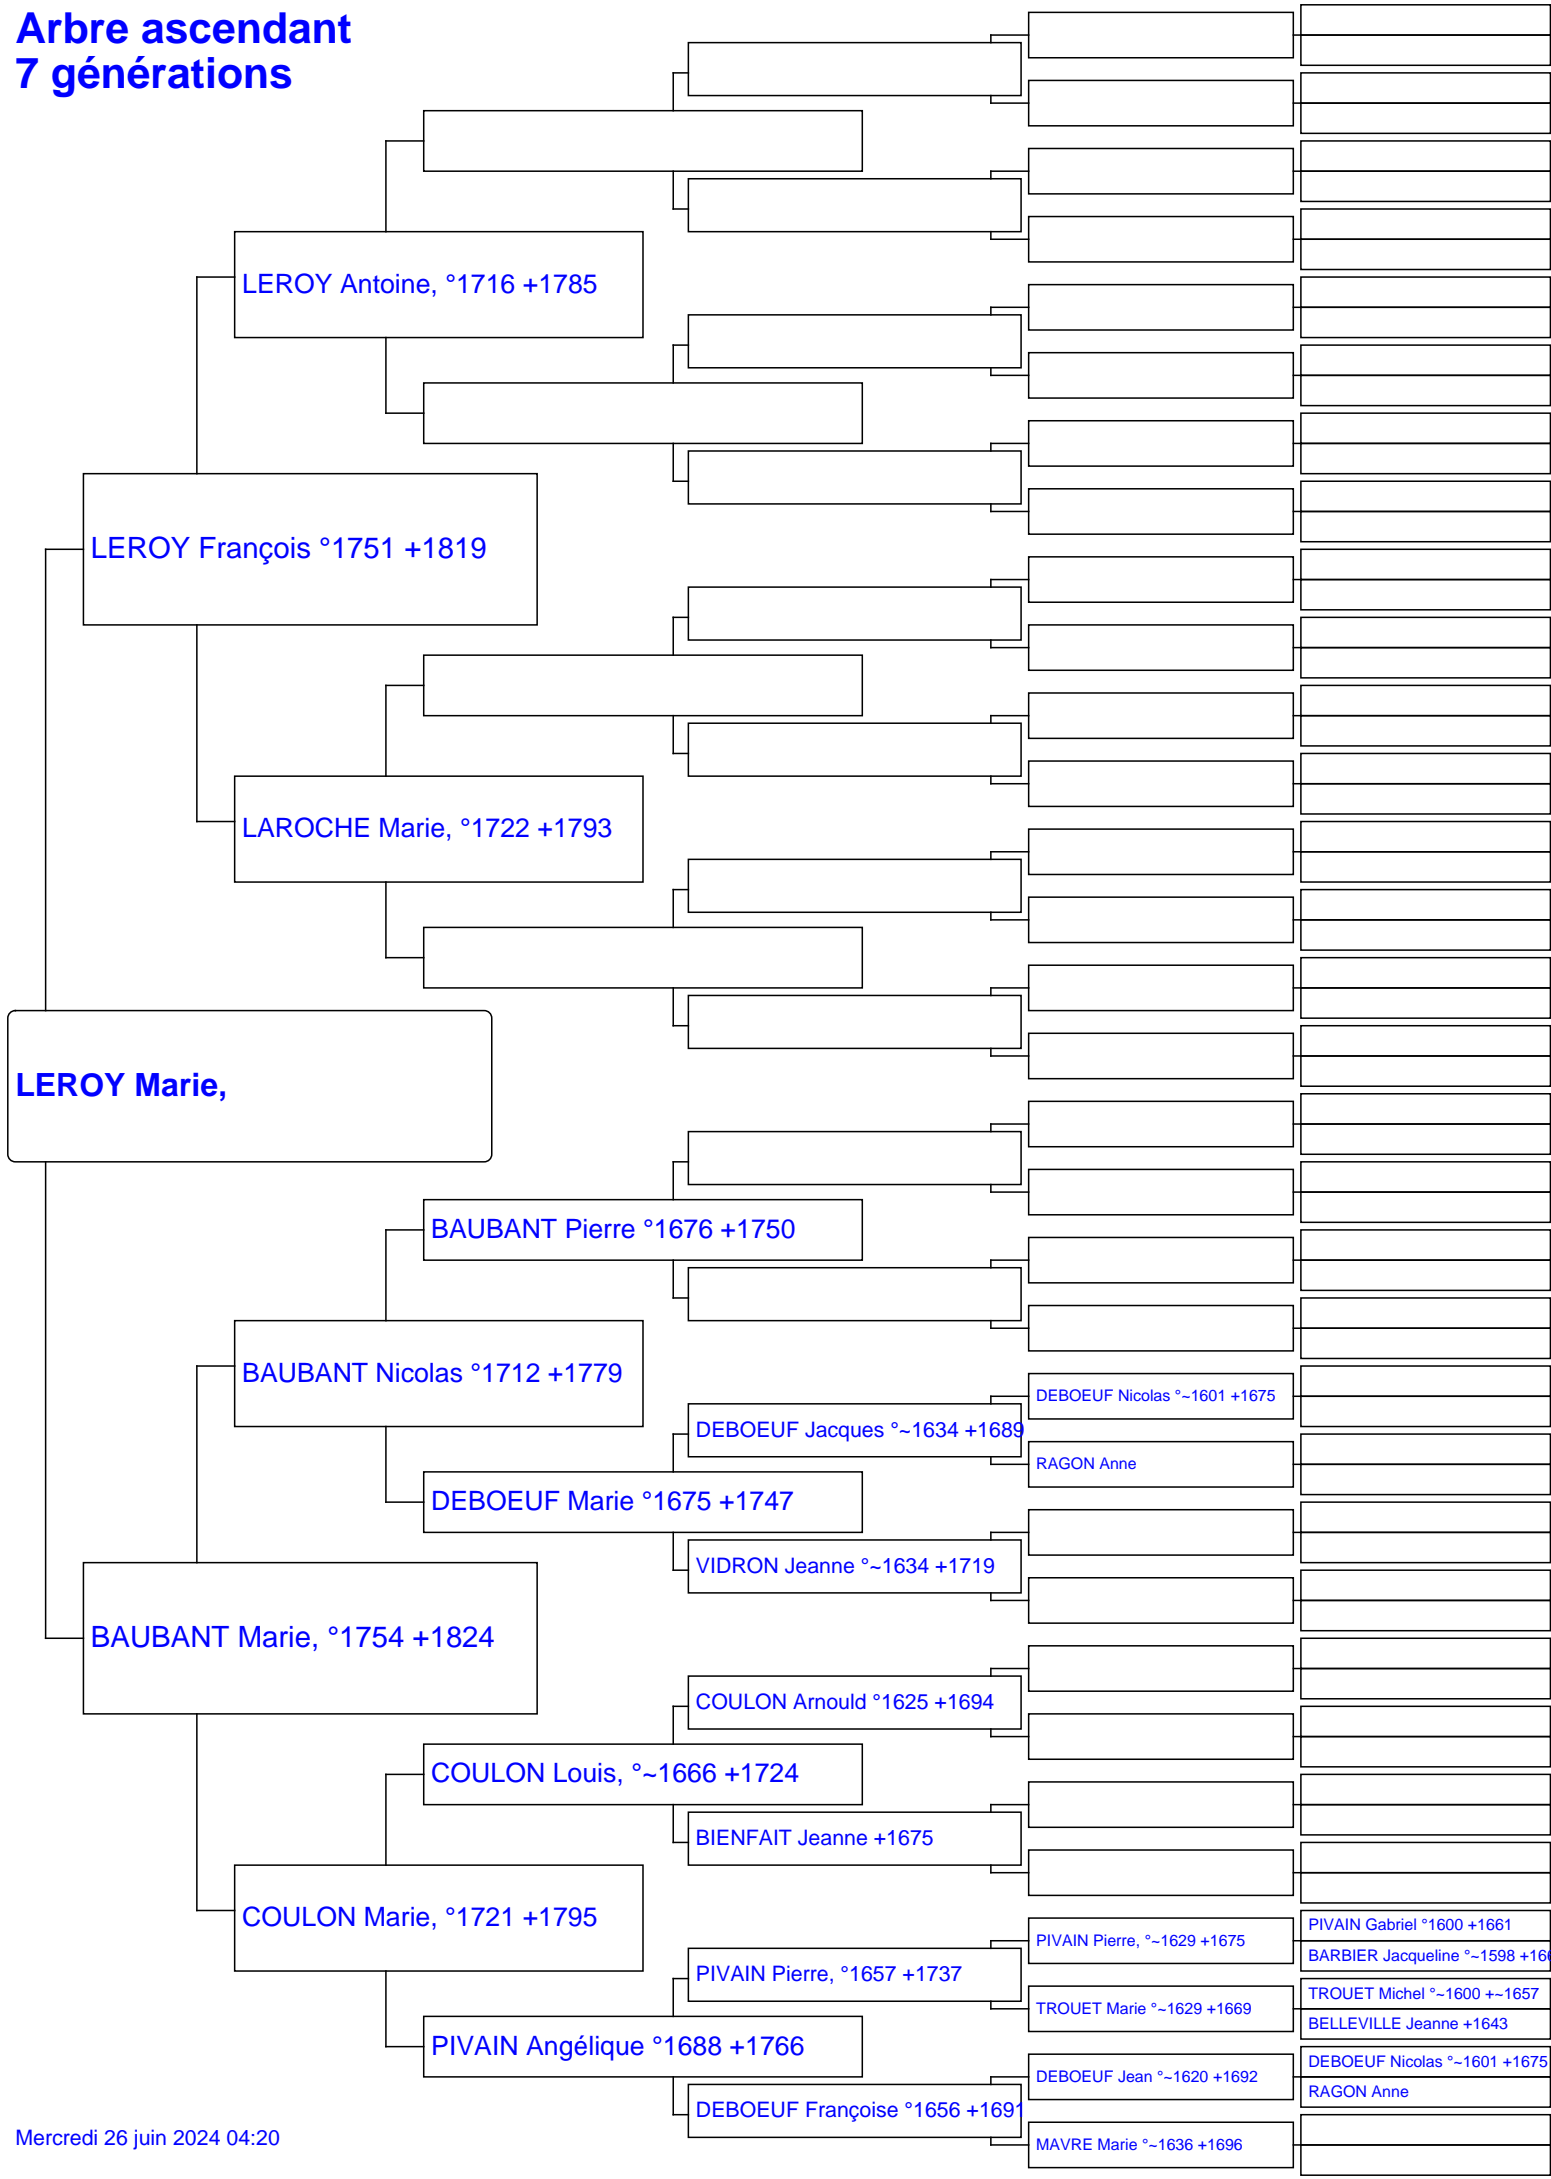 Arbre ascendant
7 générations
LEROY Antoine, °1716 +1785
LEROY François °1751 +1819
LAROCHE Marie, °1722 +1793
LEROY Marie,
BAUBANT Pierre °1676 +1750
BAUBANT Nicolas °1712 +1779
DEBOEUF Nicolas °~1601 +1675
DEBOEUF Jacques °~1634 +1689
RAGON Anne
DEBOEUF Marie °1675 +1747
VIDRON Jeanne °~1634 +1719
BAUBANT Marie, °1754 +1824
COULON Arnould °1625 +1694
COULON Louis, °~1666 +1724
BIENFAIT Jeanne +1675
COULON Marie, °1721 +1795
PIVAIN Gabriel °1600 +1661
PIVAIN Pierre, °~1629 +1675
BARBIER Jacqueline °~1598
PIVAIN Pierre, °1657 +1737
TROUET Michel °~1600 +~1657
TROUET Marie °~1629 +1669
BELLEVILLE Jeanne +1643
PIVAIN Angélique °1688 +1766
DEBOEUF Nicolas °~1601 +1675
DEBOEUF Jean °~1620 +1692
RAGON Anne
DEBOEUF Françoise °1656 +1691
MAVRE Marie °~1636 +1696
Mercredi 26 juin 2024 04:20